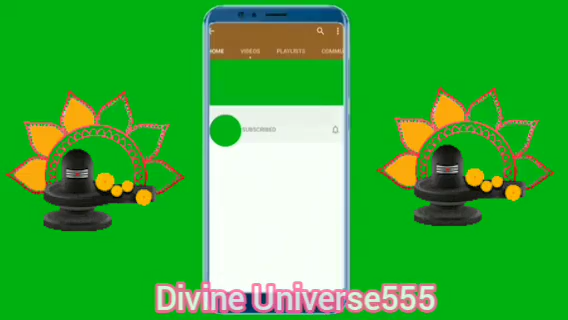 HOME VIDEOS PLAYLISTS COMMU
SUBSCRIBED
Divine Universe555